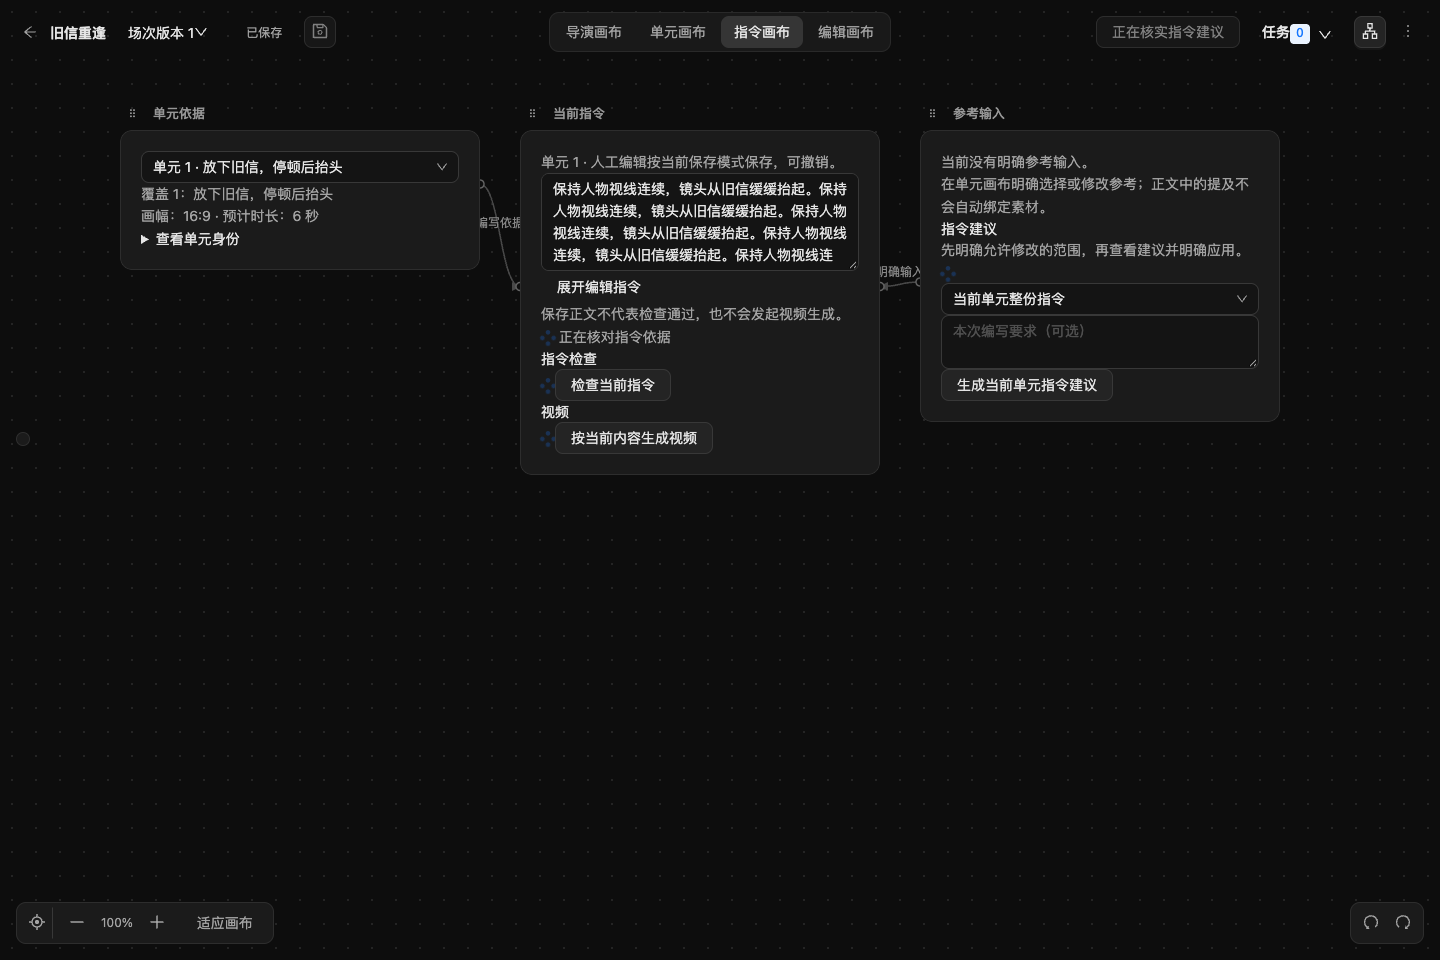 旧信重逢
场次版本 1
已保存
导演画布
单元画布
指令画布
编辑画布
正在核实指令建议
任务 0
单元依据
单元 1 · 放下旧信，停顿后抬头
覆盖 1：放下旧信，停顿后抬头
画幅：16:9 · 预计时长：6 秒
查看单元身份
编写依据
当前指令
单元 1 · 人工编辑按当前保存模式保存，可撤销。
保持人物视线连续，镜头从旧信缓缓抬起。保持
人物视线连续，镜头从旧信缓缓抬起。保持人物
视线连续，镜头从旧信缓缓抬起。保持人物视线
连续，镜头从旧信缓缓抬起。保持人物视线连
展开编辑指令
保存正文不代表检查通过，也不会发起视频生成。
正在核对指令依据
指令检查
检查当前指令
视频
按当前内容生成视频
明确输入
参考输入
当前没有明确参考输入。
在单元画布明确选择或修改参考；正文中的提及不
会自动绑定素材。
指令建议
先明确允许修改的范围，再查看建议并明确应用。
当前单元整份指令
本次编写要求（可选）
生成当前单元指令建议
100%
适应画布